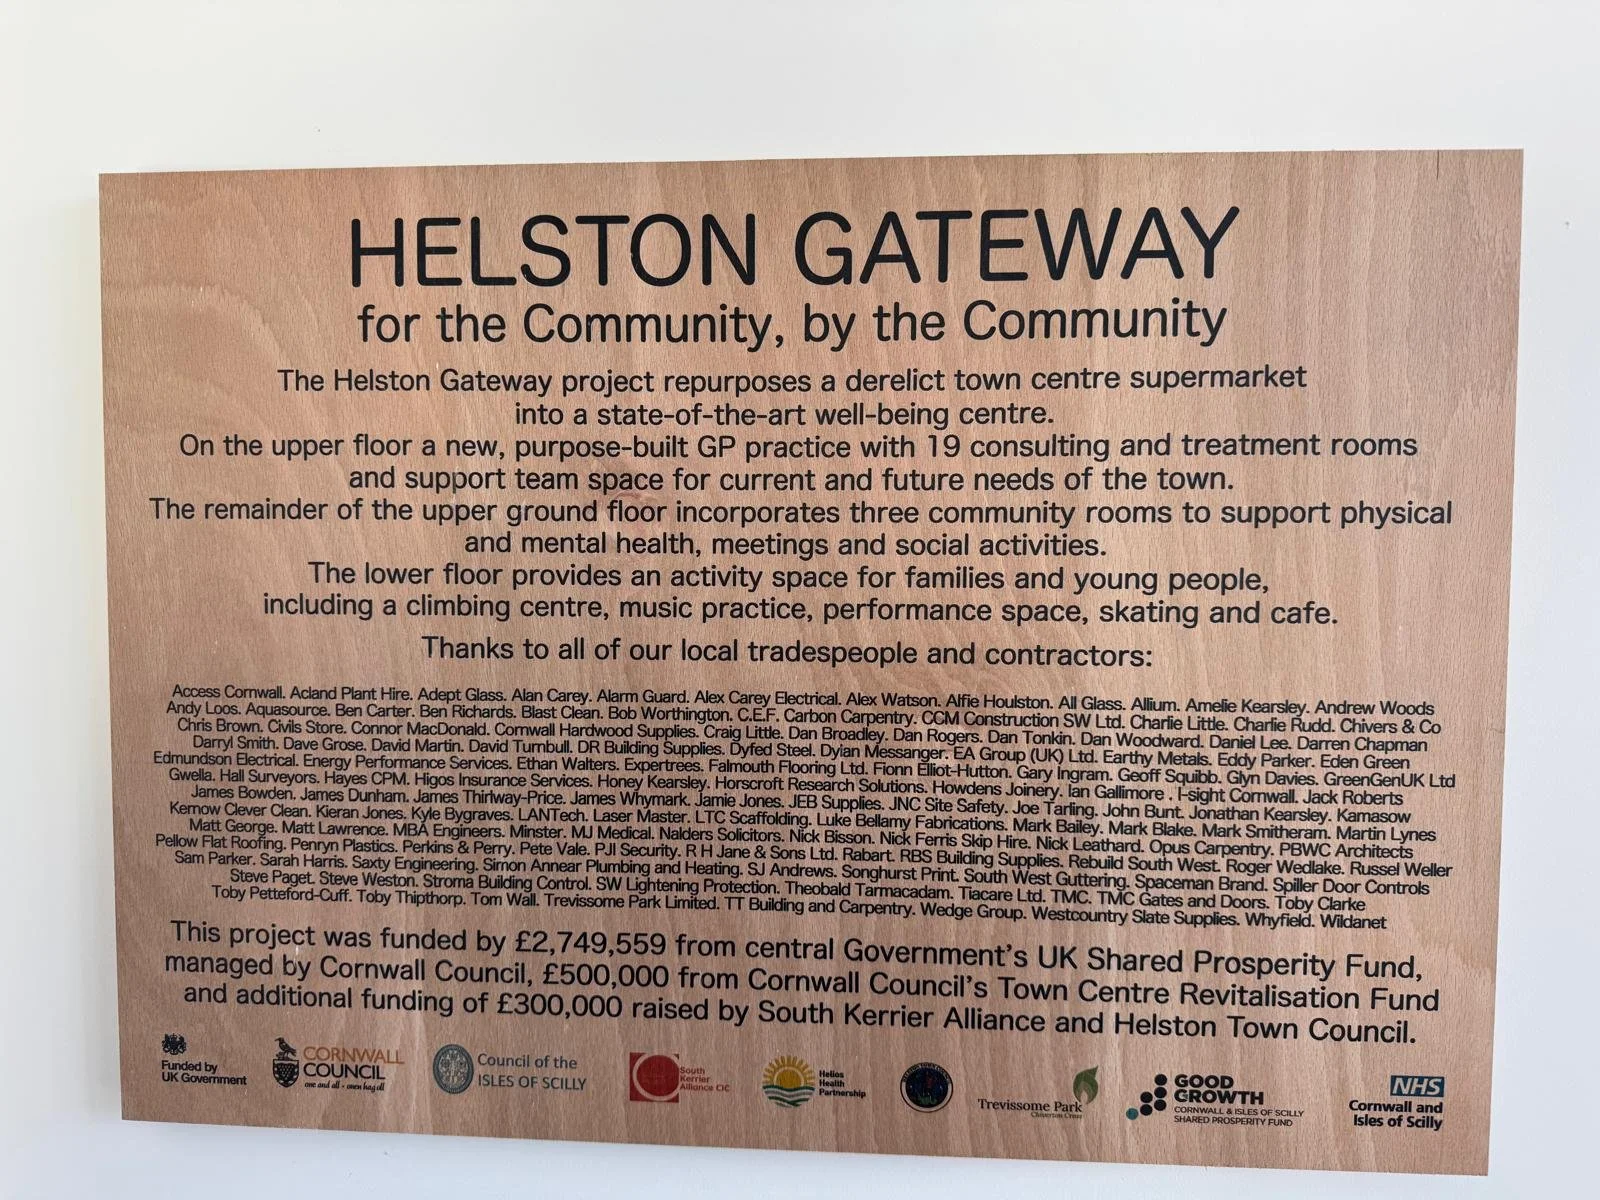 HELSTON GATEWAY
for the Community, by the Community
The Helston Gateway project repurposes a derelict town centre supermarket
into a state-of-the-art well-being centre.
On the upper floor a new, purpose-built GP practice with 19 consulting and treatment rooms
and support team space for current and future needs of the town.
The remainder of the upper ground floor incorporates three community rooms to support physical
and mental health, meetings and social activities.
The lower floor provides an activity space for families and young people,
including a climbing centre, music practice, performance space, skating and cafe.
Thanks to all of our local tradespeople and contractors:
Access Cornwall. Acland Plant Hire. Adept Glass. Alan Carey. Alarm Guard. Alex Carey Electrical. Alex Watson. Alfie Houlston. All Glass. Allium. Amelie Kearsley. Andrew Woods
Andy Loos. Aquasource. Ben Carter. Ben Richards. Blast Clean. Bob Worthington. C.E.F. Carbon Carpentry. CCM Construction SW Ltd. Charlie Little. Charlie Rudd. Chivers & Co
Chris Brown. Civils Store. Connor MacDonald. Cornwall Hardwood Supplies. Craig Little. Dan Broadley. Dan Rogers. Dan Tonkin. Dan Woodward. Daniel Lee. Darren Chapman
Darryl Smith. Dave Grose. David Martin. David Turnbull. DR Building Supplies. Dyfed Steel. Dylan Messanger. EA Group (UK) Ltd. Earthy Metals. Eddy Parker. Eden Green
Edmundson Electrical. Energy Performance Services. Ethan Walters. Expertrees. Falmouth Flooring Ltd. Fionn Elliot-Hutton. Gary Ingram. Geoff Squibb. Glyn Davies. GreenGenUK Ltd
Gwella. Hall Surveyors. Hayes CPM. Higos Insurance Services. Honey Kearsley. Horscroft Research Solutions. Howdens Joinery. Ian Gallimore . I-sight Cornwall. Jack Roberts
James Bowden. James Dunham. James Thirlway-Price. James Whymark. Jamie Jones. JEB Supplies. JNC Site Safety. Joe Tarling. John Bunt. Jonathan Kearsley. Kamasow
Kernow Clever Clean. Kieran Jones. Kyle Bygraves. LANTech. Laser Master. LTC Scaffolding. Luke Bellamy Fabrications. Mark Bailey. Mark Blake. Mark Smitheram. Martin Lynes
Matt George. Matt Lawrence. MBA Engineers. Minster. MJ Medical. Nalders Solicitors. Nick Bisson. Nick Ferris Skip Hire. Nick Leathard. Opus Carpentry. PBWC Architects
Pellow Flat Roofing. Penryn Plastics. Perkins & Perry. Pete Vale. PJI Security. R H Jane & Sons Ltd. Rabart. RBS Building Supplies. Rebuild South West. Roger Wedlake. Russel Weller
Sam Parker. Sarah Harris. Saxty Engineering. Simon Annear Plumbing and Heating. SJ Andrews. Songhurst Print. South West Guttering. Spaceman Brand. Spiller Door Controls
Steve Paget. Steve Weston. Stroma Building Control. SW Lightening Protection. Theobald Tarmacadam. Tiacare Ltd. TMC. TMC Gates and Doors. Toby Clarke
Toby Petteford-Cuff. Toby Thipthorp. Tom Wall. Trevissome Park Limited. TT Building and Carpentry. Wedge Group. Westcountry Slate Supplies. Whyfield. Wildanet
This project was funded by £2,749,559 from central Government's UK Shared Prosperity Fund,
managed by Cornwall Council, £500,000 from Cornwall Council's Town Centre Revitalisation Fund
and additional funding of £300,000 raised by South Kerrier Alliance and Helston Town Council.
Funded by
UK Government
CORNWALL
COUNCIL
one and all • onen hag oll
Council of the
ISLES OF SCILLY
South
Kerrier
Alliance CIC
Helios
Health
Partnership
Trevissome Park
Chiverton Cross
GOOD
GROWTH
CORNWALL & ISLES OF SCILLY
SHARED PROSPERITY FUND
NHS
Cornwall and
Isles of Scilly